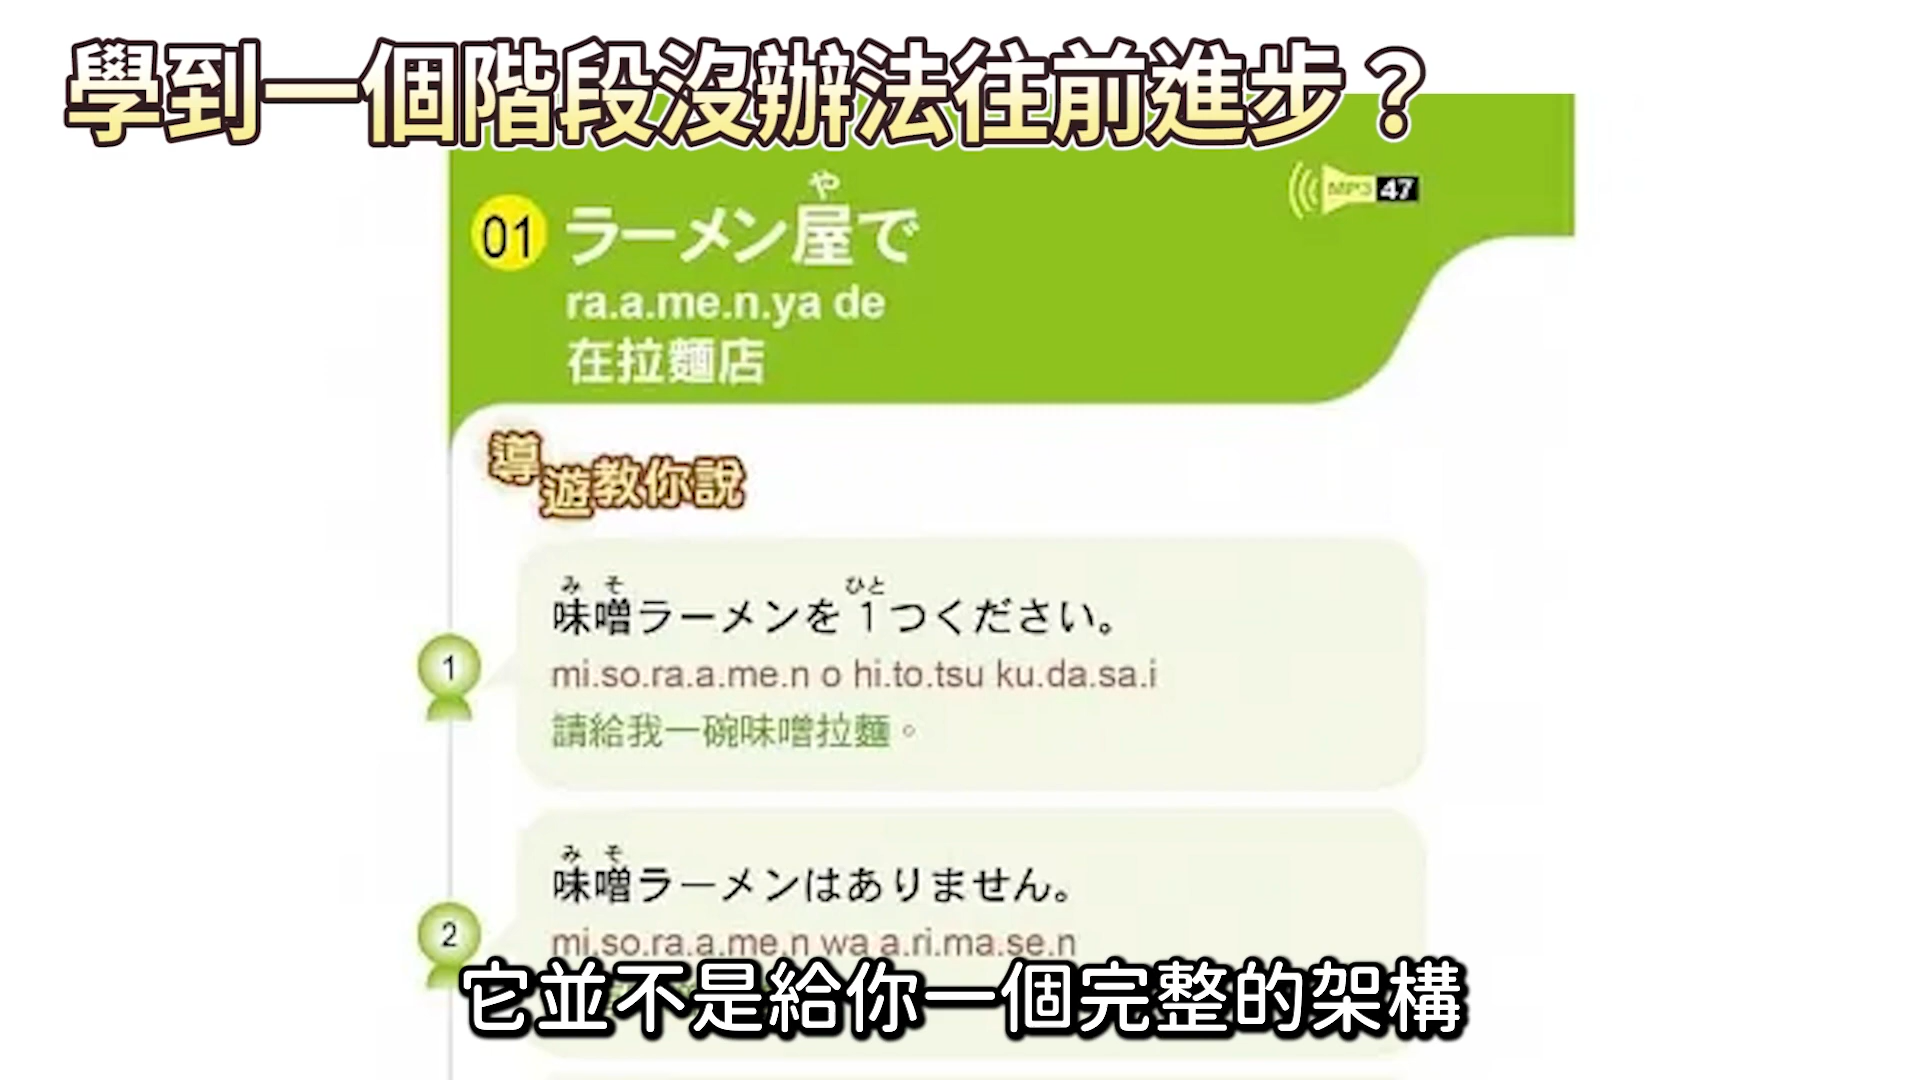 學到一個階段沒辦法往前進步？
MP3 47
や
01 ラーメン屋で
ra.a.me.n.ya de
在拉麵店
導遊教你說
みそ ひと
味噌ラーメンを1つください。
1
mi.so.ra.a.me.n o hi.to.tsu ku.da.sa.i
請給我一碗味噌拉麵。
みそ
味噌ラーメンはありません。
2
mi.so.ra.a.me.n wa a.ri.ma.se.n
它並不是給你一個完整的架構